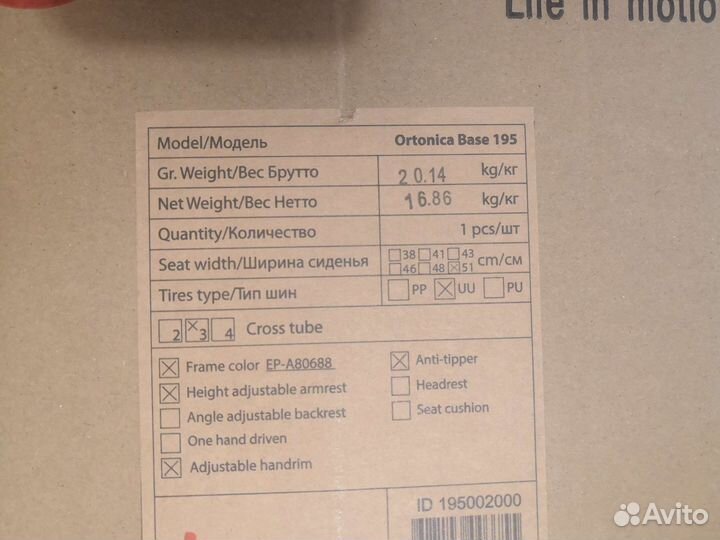 Life in motio
Model/Модель Ortonica Base 195
Gr. Weight/Вес Брутто 20.14 kg/кг
Net Weight/Вес Нетто 16.86 kg/кг
Quantity/Количество 1 pcs/шт
Seat width/Ширина сиденья 38 41 43 46 48 51 cm/см
Tires type/Тип шин PP UU PU
2 3 4 Cross tube
Frame color EP-A80688
Height adjustable armrest
Angle adjustable backrest
One hand driven
Adjustable handrim
Anti-tipper
Headrest
Seat cushion
ID 195002000
Avito